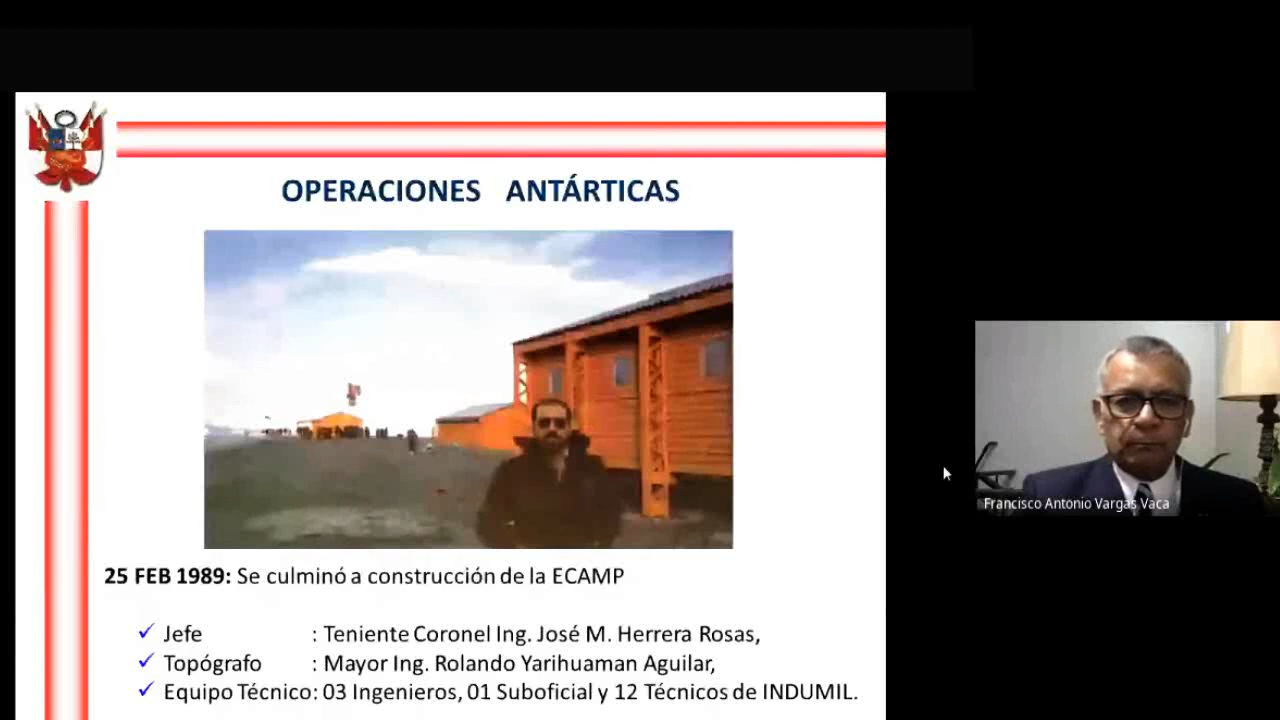 OPERACIONES ANTÁRTICAS
25 FEB 1989: Se culminó a construcción de la ECAMP
✓ Jefe : Teniente Coronel Ing. José M. Herrera Rosas,
✓ Topógrafo : Mayor Ing. Rolando Yarihuaman Aguilar,
✓ Equipo Técnico: 03 Ingenieros, 01 Suboficial y 12 Técnicos de INDUMIL.
Francisco Antonio Vargas Vaca